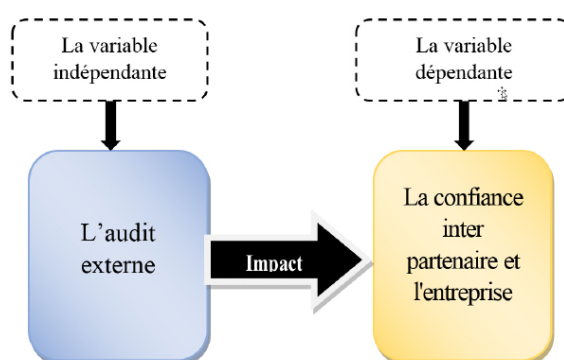 La variable
indépendante
La variable
dépendante
L'audit
externe
Impact
La confiance
inter
partenaire et
l'entreprise